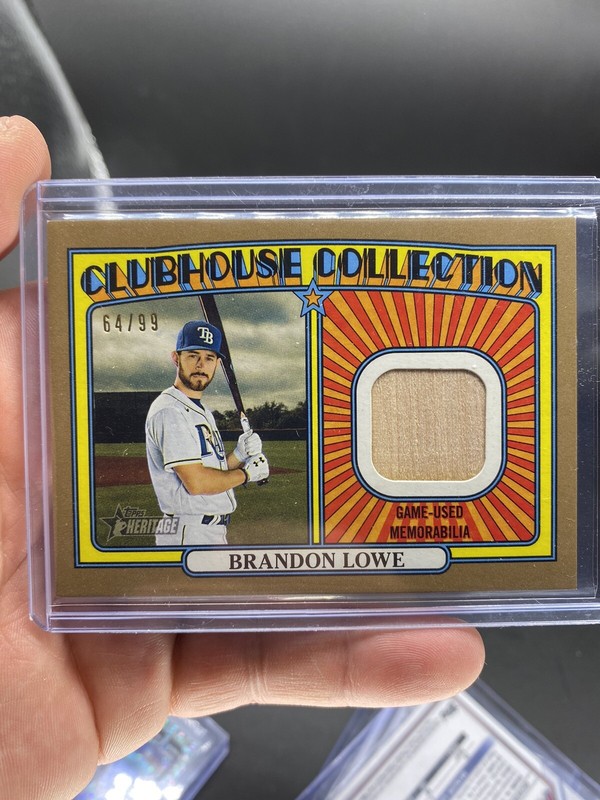 CLUBHOUSE COLLECTION
64/99
TB
Topps
HERITAGE
GAME-USED
MEMORABILIA
BRANDON LOWE